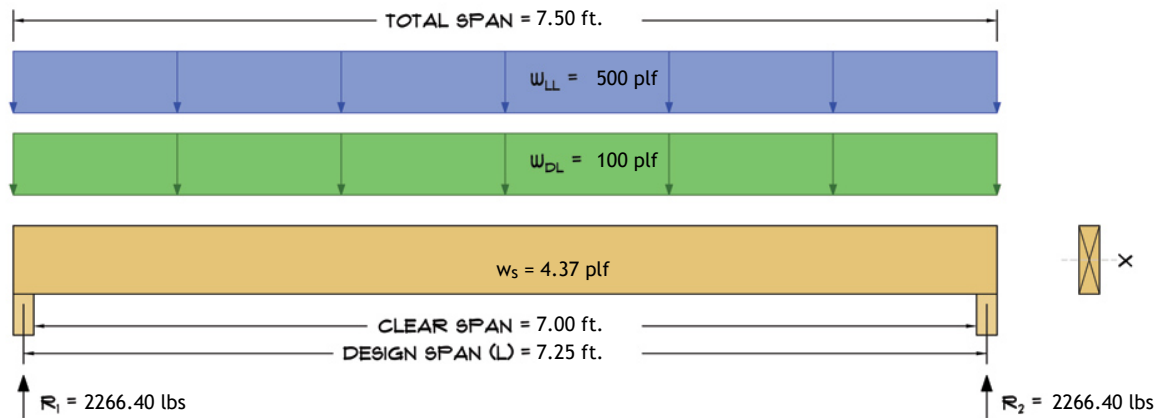 TOTAL SPAN = 7.50 ft.
wLL = 500 plf
wDL = 100 plf
ws = 4.37 plf
X
CLEAR SPAN = 7.00 ft.
DESIGN SPAN (L) = 7.25 ft.
R1 = 2266.40 lbs
R2 = 2266.40 lbs